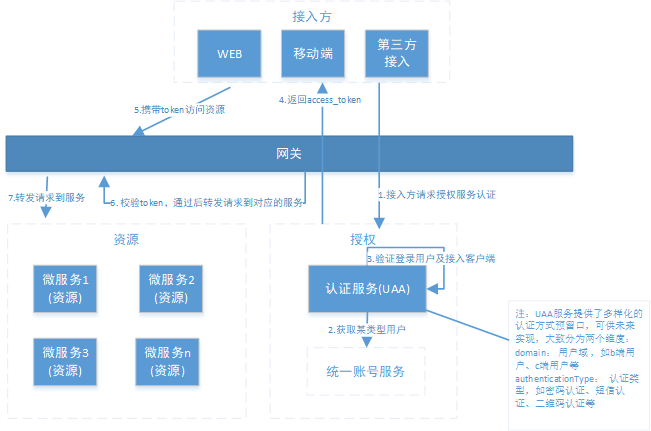 接入方
WEB
移动端
第三方
接入
5.携带token访问资源
4.返回access_token
网关
7.转发请求到服务
6. 校验token，通过后转发请求到对应的服务
1.接入方请求授权服务认证
资源
授权
3.验证登录用户及接入客户端
微服务1
(资源)
微服务2
(资源)
认证服务(UAA)
2.获取某类型用户
微服务3
(资源)
微服务n
(资源)
统一账号服务
注：UAA服务提供了多样化的
认证方式预留口，可供未来
实现，大致分为两个维度：
domain： 用户域 ，如b端用
户、c端用户等
authenticationType： 认证类
型，如密码认证、短信认
证、二维码认证等